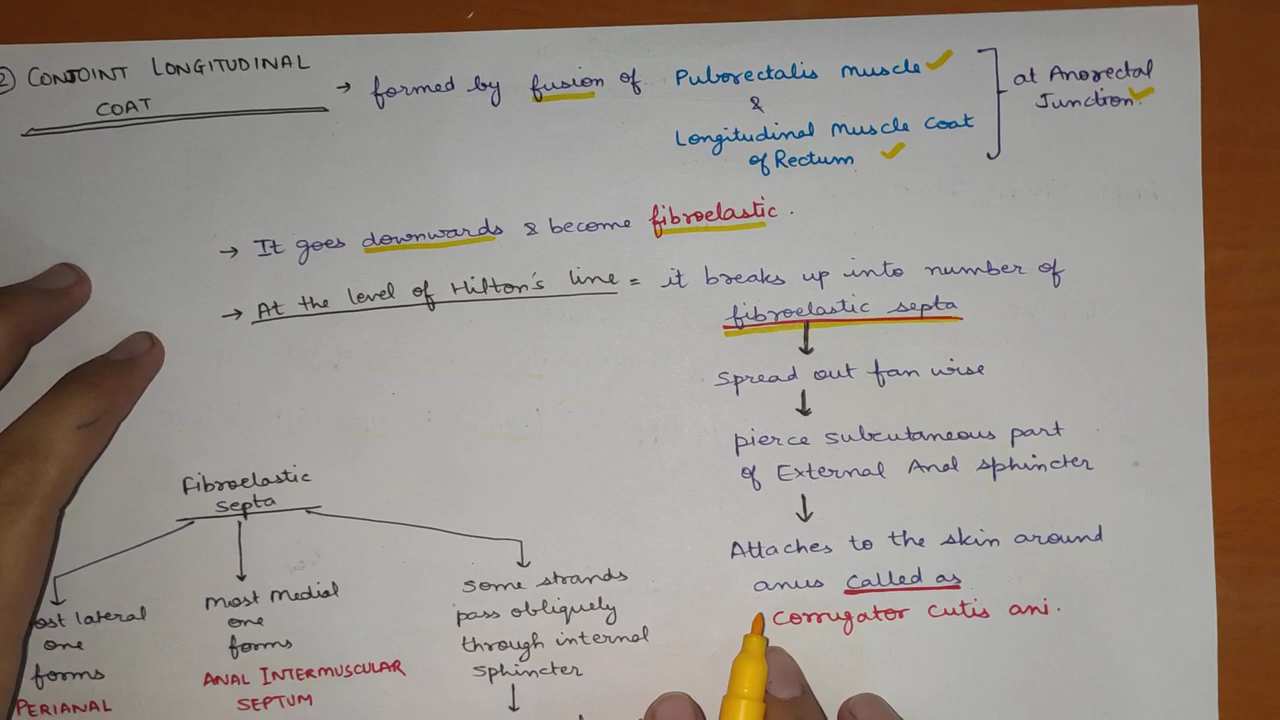 2) CONJOINT LONGITUDINAL
COAT
→ formed by fusion of Puborectalis muscle
&
Longitudinal muscle coat
of Rectum
at Anorectal
Junction.
→ It goes downwards & become fibroelastic.
→ At the level of Hilton's line = it breaks up into number of
fibroelastic septa
↓
Spread out fan wise
↓
pierce subcutaneous part
of External Anal sphincter
↓
Attaches to the skin around
anus called as
corrugator cutis ani.
Fibroelastic
septa
ost lateral
one
forms
PERIANAL
most medial
one
forms
ANAL INTERMUSCULAR
SEPTUM
Some strands
pass obliquely
through internal
sphincter
↓